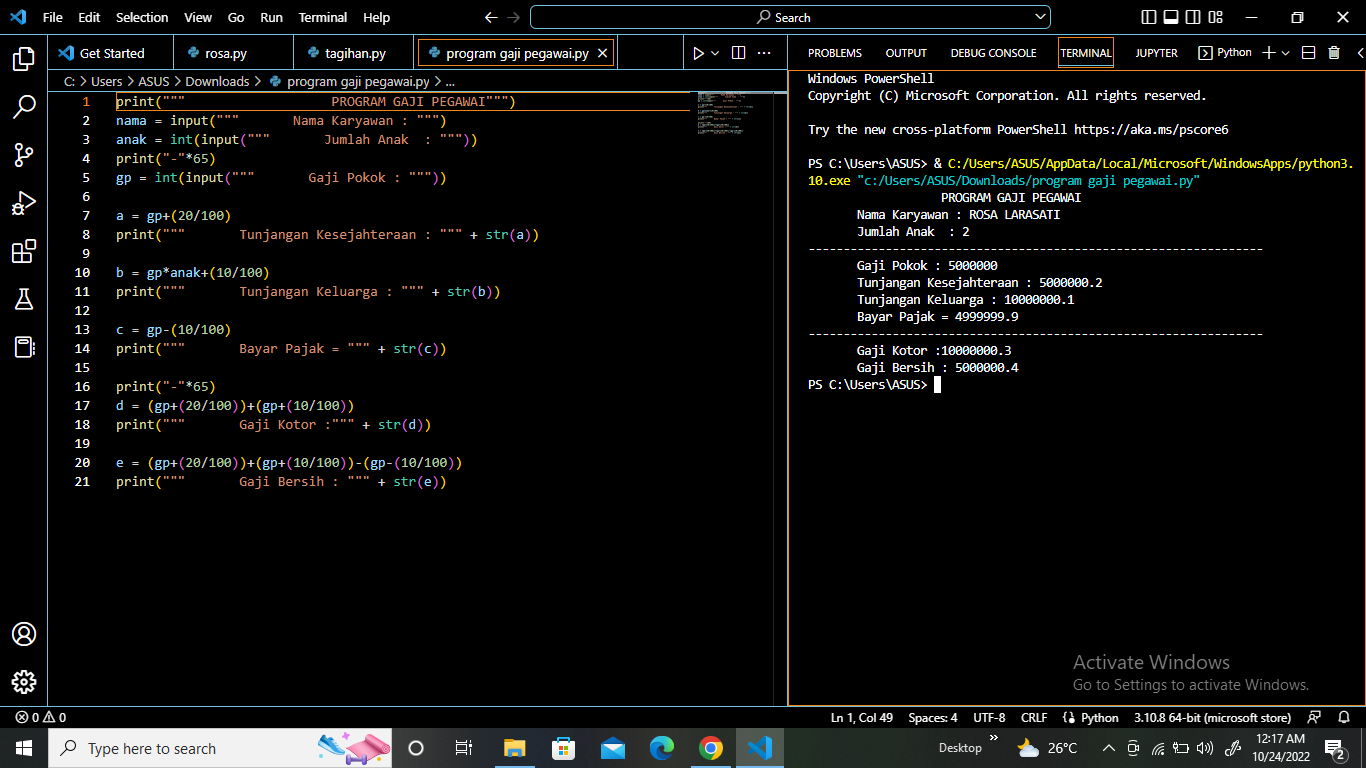 File Edit Selection View Go Run Terminal Help
Search
Get Started rosa.py tagihan.py program gaji pegawai.py
C: > Users > ASUS > Downloads > program gaji pegawai.py > ...
1 print("""                   PROGRAM GAJI PEGAWAI""")
2 nama = input("""       Nama Karyawan : """)
3 anak = int(input("""       Jumlah Anak  : """))
4 print("-"*65)
5 gp = int(input("""       Gaji Pokok : """))
6
7 a = gp+(20/100)
8 print("""       Tunjangan Kesejahteraan : """ + str(a))
9
10 b = gp*anak+(10/100)
11 print("""       Tunjangan Keluarga : """ + str(b))
12
13 c = gp-(10/100)
14 print("""       Bayar Pajak = """ + str(c))
15
16 print("-"*65)
17 d = (gp+(20/100))+(gp+(10/100))
18 print("""       Gaji Kotor :""" + str(d))
19
20 e = (gp+(20/100))+(gp+(10/100))-(gp-(10/100))
21 print("""       Gaji Bersih : """ + str(e))
PROBLEMS OUTPUT DEBUG CONSOLE TERMINAL JUPYTER Python
Windows PowerShell
Copyright (C) Microsoft Corporation. All rights reserved.
Try the new cross-platform PowerShell https://aka.ms/pscore6
PS C:\Users\ASUS> & C:/Users/ASUS/AppData/Local/Microsoft/WindowsApps/python3.
10.exe "c:/Users/ASUS/Downloads/program gaji pegawai.py"
PROGRAM GAJI PEGAWAI
Nama Karyawan : ROSA LARASATI
Jumlah Anak  : 2
-----------------------------------------------------------------
Gaji Pokok : 5000000
Tunjangan Kesejahteraan : 5000000.2
Tunjangan Keluarga : 10000000.1
Bayar Pajak = 4999999.9
-----------------------------------------------------------------
Gaji Kotor :10000000.3
Gaji Bersih : 5000000.4
PS C:\Users\ASUS>
Activate Windows
Go to Settings to activate Windows.
0 0 Ln 1, Col 49 Spaces: 4 UTF-8 CRLF Python 3.10.8 64-bit (microsoft store)
Type here to search
Desktop
26°C
12:17 AM
10/24/2022
2